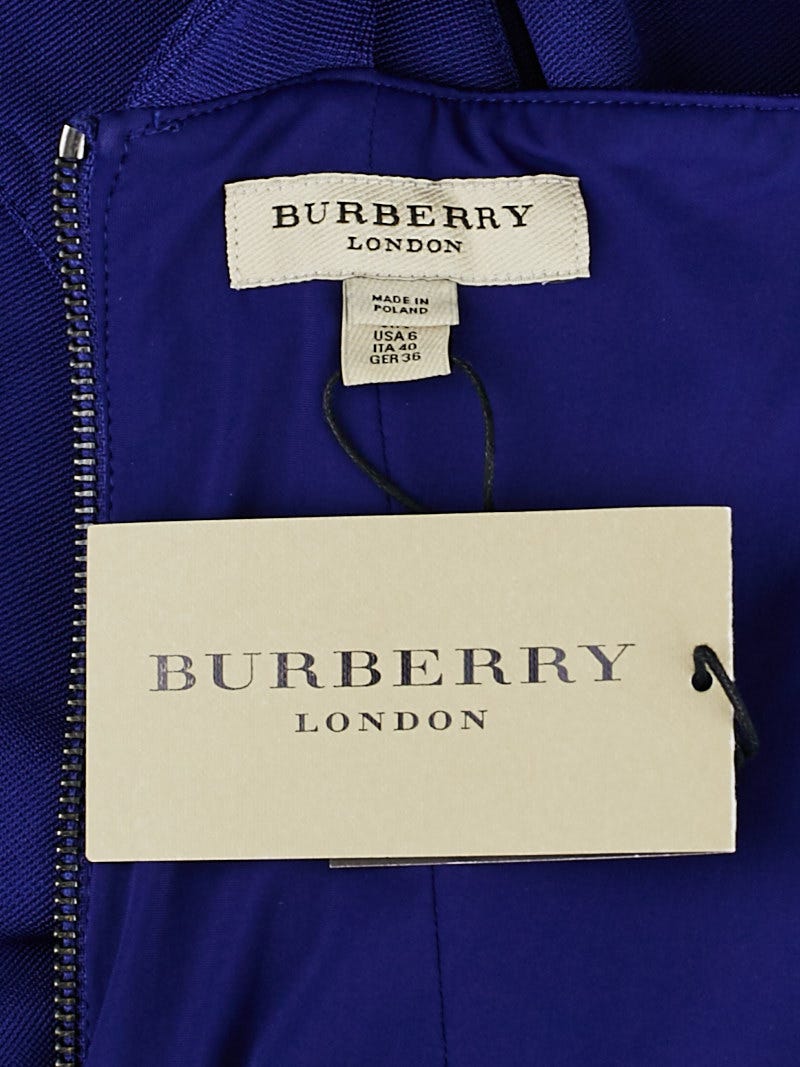 BURBERRY
LONDON
MADE IN
POLAND
USA 6
ITA 40
GER 36
BURBERRY
LONDON